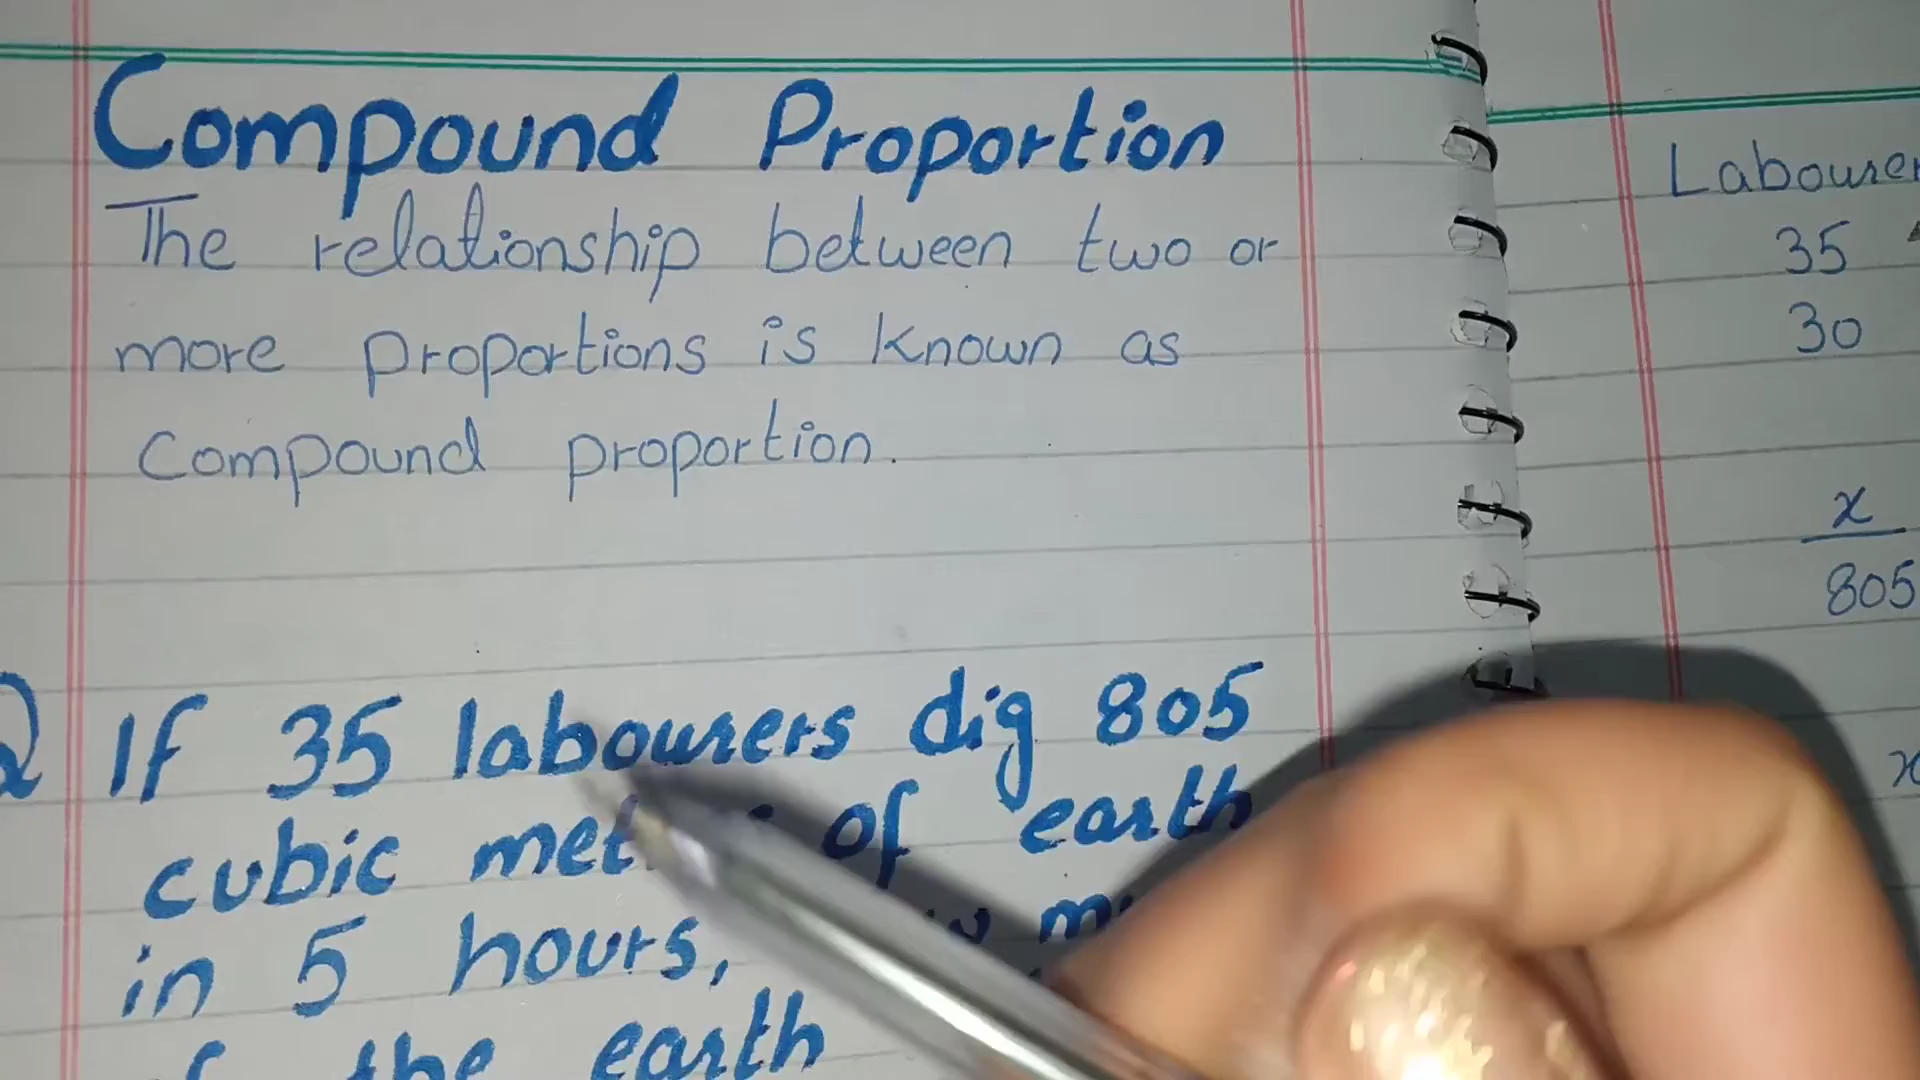 Compound Proportion
The relationship between two or
more proportions is known as
compound proportion.
If 35 labourers dig 805
cubic of earth
in 5 hours,
the earth
35
30
x
805
x